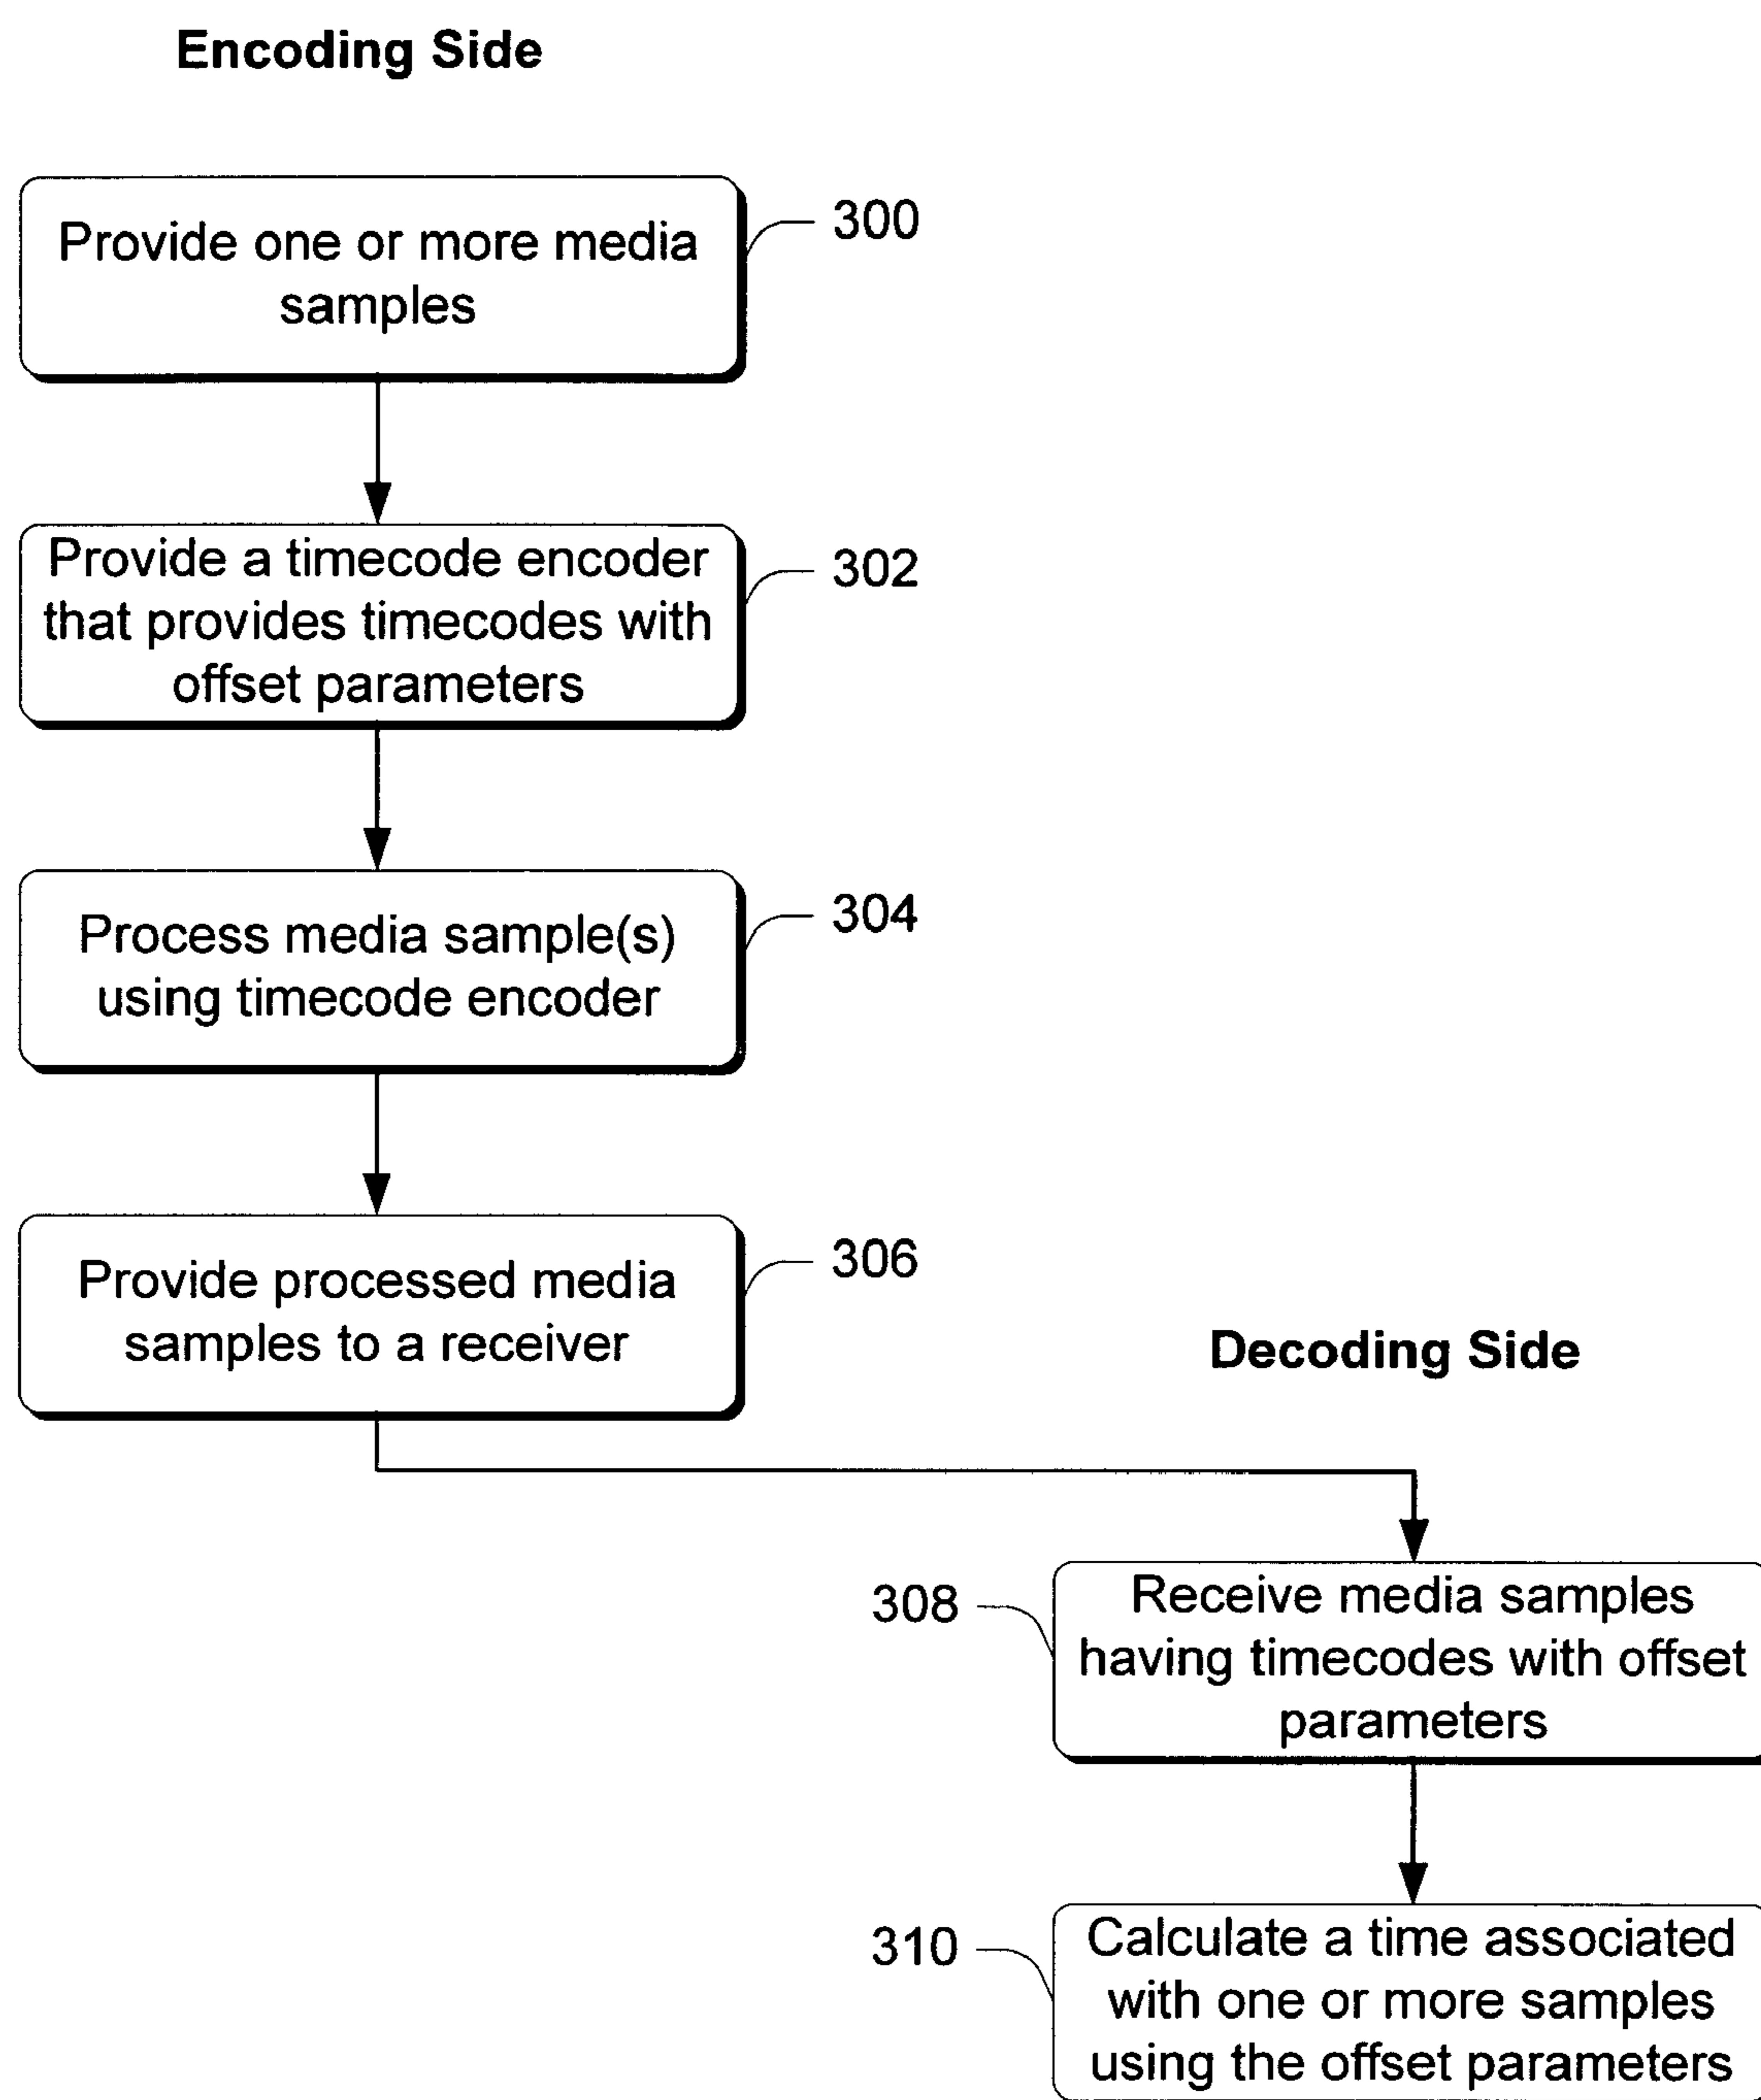 Encoding Side
Provide one or more media
samples
300
Provide a timecode encoder
that provides timecodes with
offset parameters
302
Process media sample(s)
using timecode encoder
304
Provide processed media
samples to a receiver
306
Decoding Side
308
Receive media samples
having timecodes with offset
parameters
310
Calculate a time associated
with one or more samples
using the offset parameters